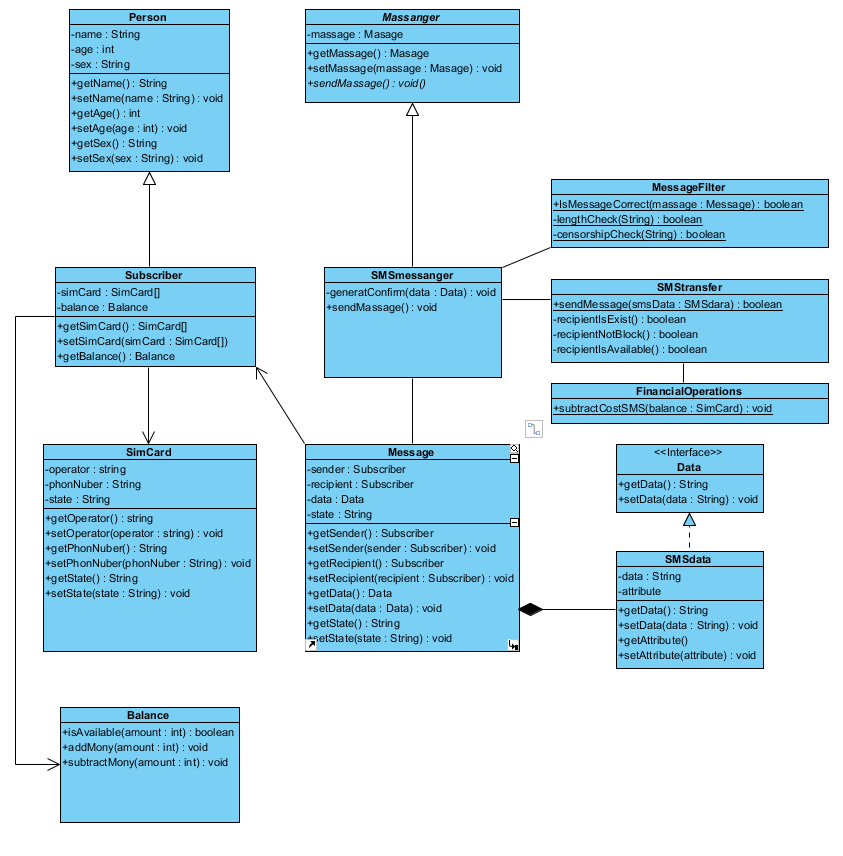 Person
-name : String
-age : int
-sex : String
+getName() : String
+setName(name : String) : void
+getAge() : int
+setAge(age : int) : void
+getSex() : String
+setSex(sex : String) : void
Massanger
-massage : Masage
+getMassage() : Masage
+setMassage(massage : Masage) : void
+sendMassage() : void()
MessageFilter
+IsMessageCorrect(massage : Message) : boolean
-lengthCheck(String) : boolean
-censorshipCheck(String) : boolean
Subscriber
-simCard : SimCard[]
-balance : Balance
+getSimCard() : SimCard[]
+setSimCard(simCard : SimCard[])
+getBalance() : Balance
SMSmessanger
-generatConfirm(data : Data) : void
+sendMassage() : void
SMStransfer
+sendMessage(smsData : SMSdara) : boolean
-recipientIsExist() : boolean
-recipientNotBlock() : boolean
-recipientIsAvailable() : boolean
FinancialOperations
+subtractCostSMS(balance : SimCard) : void
SimCard
-operator : string
-phonNuber : String
-state : String
+getOperator() : string
+setOperator(operator : string) : void
+getPhonNuber() : String
+setPhonNuber(phonNuber : String) : void
+getState() : String
+setState(state : String) : void
Message
-sender : Subscriber
-recipient : Subscriber
-data : Data
-state : String
+getSender() : Subscriber
+setSender(sender : Subscriber) : void
+getRecipient() : Subscriber
+setRecipient(recipient : Subscriber) : void
+getData() : Data
+setData(data : Data) : void
+getState() : String
+setState(state : String) : void
<<Interface>>
Data
+getData() : String
+setData(data : String) : void
SMSdata
-data : String
-attribute
+getData() : String
+setData(data : String) : void
+getAttribute()
+setAttribute(attribute) : void
Balance
+isAvailable(amount : int) : boolean
+addMony(amount : int) : void
+subtractMony(amount : int) : void